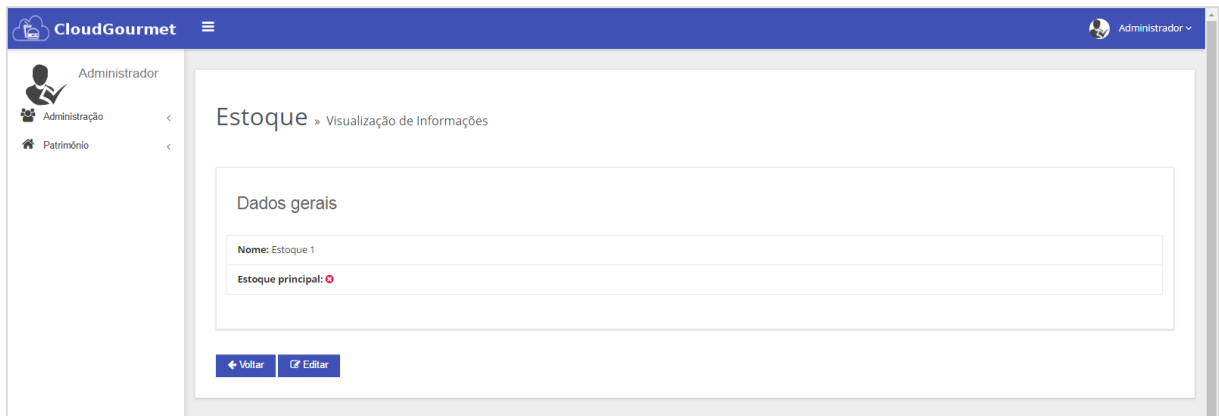 CloudGourmet
Administrador
Administrador
Administração
Patrimônio
Estoque » Visualização de Informações
Dados gerais
Nome: Estoque 1
Estoque principal:
Voltar
Editar